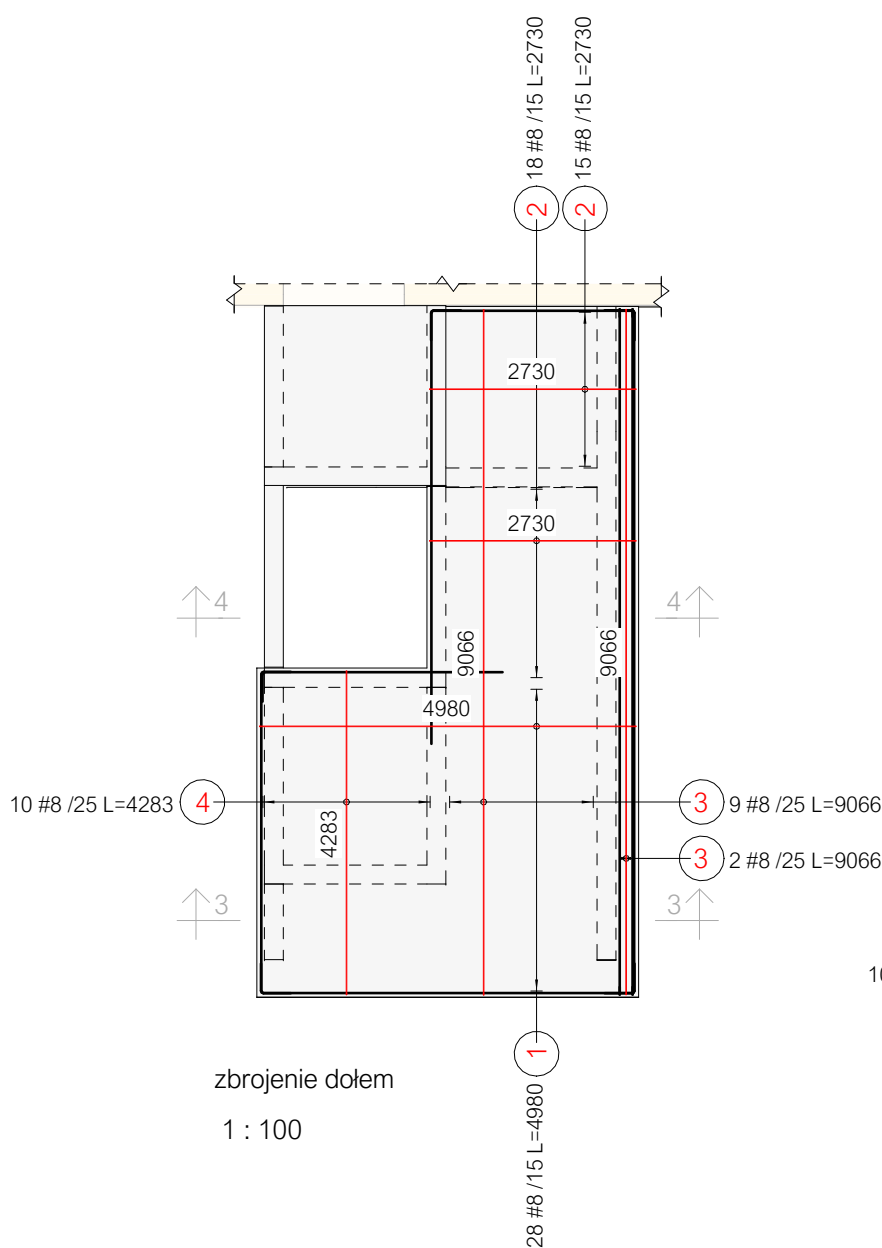 18 #8 /15 L=2730
15 #8 /15 L=2730
2
2
2730
2730
4
4
9066
9066
4980
10 #8 /25 L=4283
4
3
9 #8 /25 L=9066
4283
3
2 #8 /25 L=9066
3
3
10
1
28 #8 /15 L=4980
zbrojenie dołem
1 : 100